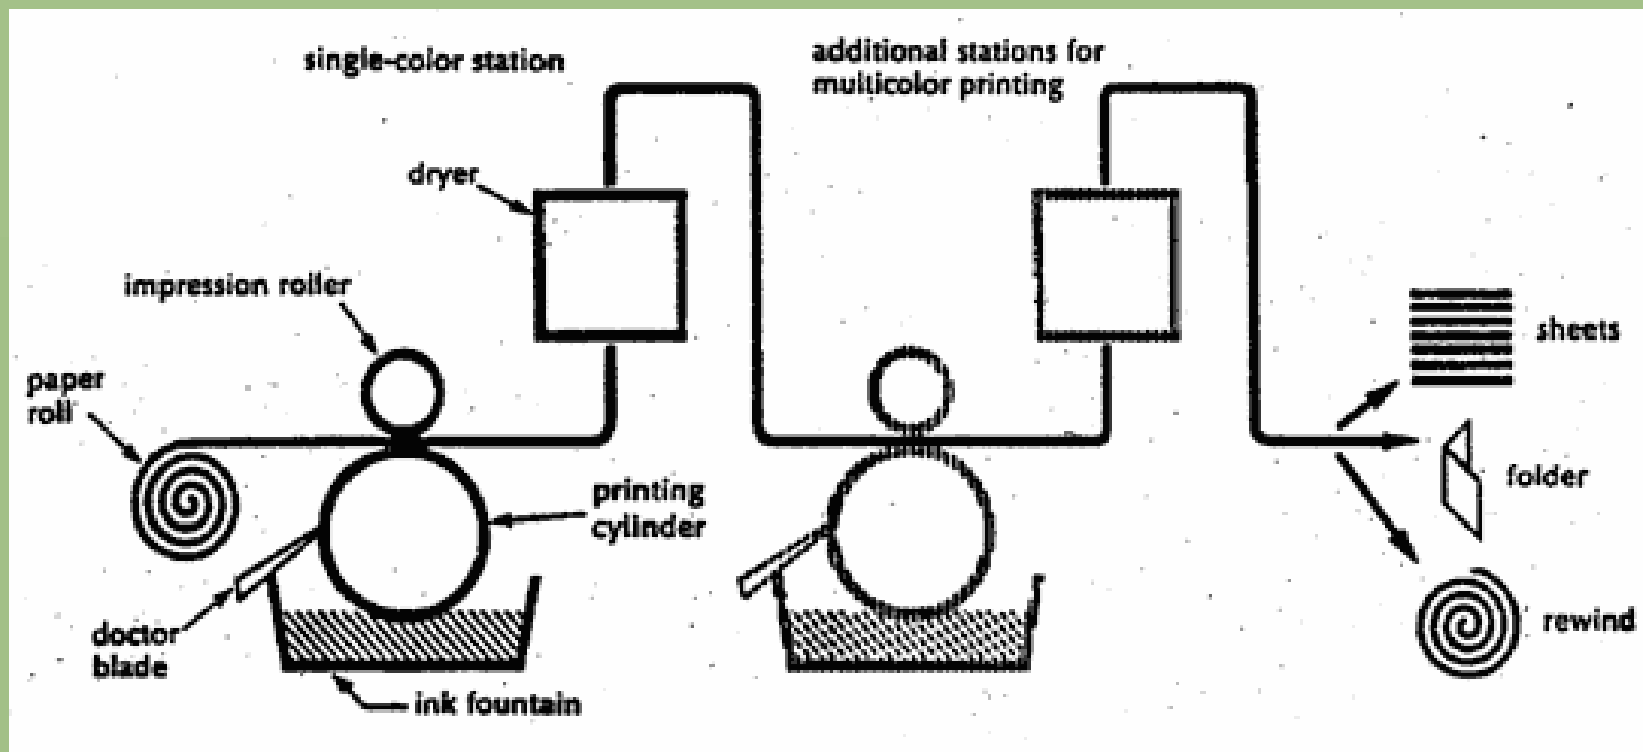 single-color station
additional stations for
multicolor printing
dryer
impression roller
paper
roll
printing
cylinder
doctor
blade
ink fountain
sheets
folder
rewind